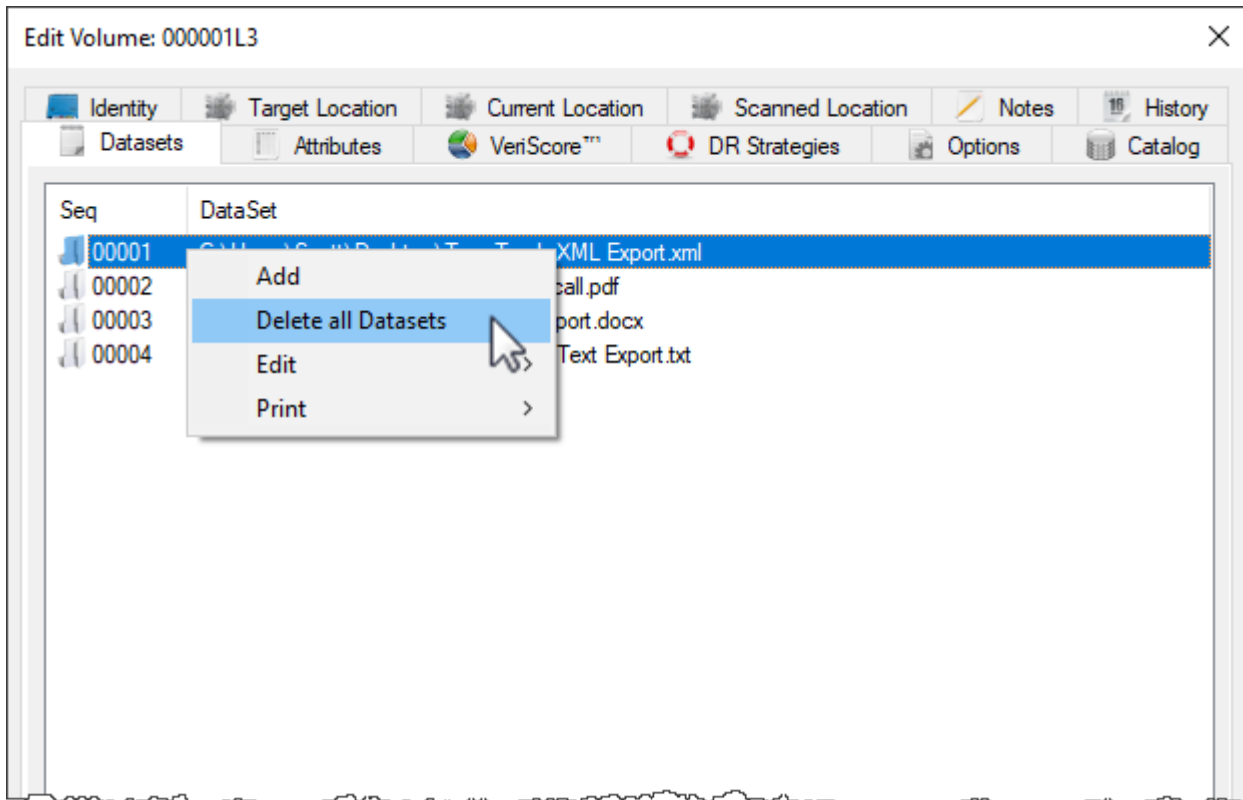 Edit Volume: 000001L3
Identity Target Location Current Location Scanned Location Notes 16 History
Datasets Attributes VeriScore™ DR Strategies Options Catalog
Seq DataSet
00001 XML Export.xml
Add
00002 call.pdf
Delete all Datasets
00003 port.docx
00004 Text Export.txt
Edit
Print